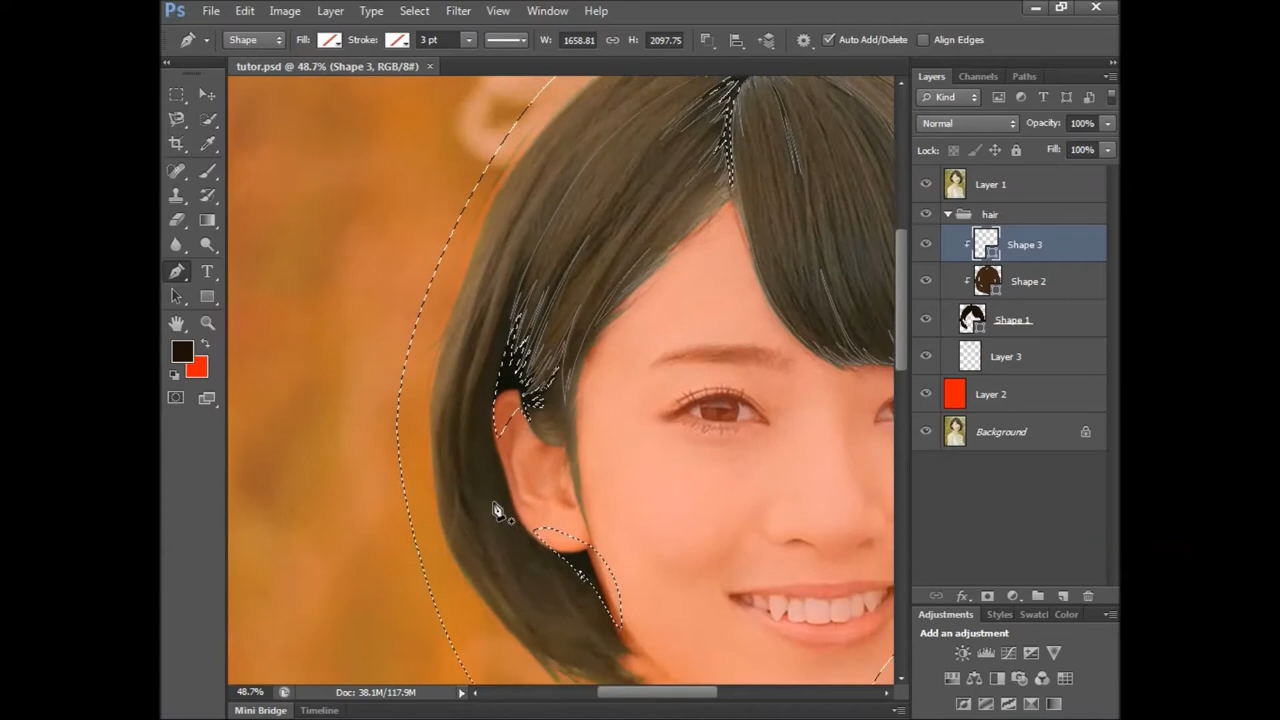 Ps File Edit Image Layer Type Select Filter View Window Help
Shape Fill: Stroke: 3 pt W: 1658.81 H: 2097.75 Auto Add/Delete Align Edges
tutor.psd @ 48.7% (Shape 3, RGB/8#) ×
Layers Channels Paths
Kind
Normal Opacity: 100%
Lock: Fill: 100%
Layer 1
hair
Shape 3
Shape 2
Shape 1
Layer 3
Layer 2
Background
fx
Adjustments Styles Swatcl Color
Add an adjustment
48.7% Doc: 38.1M/117.9M
Mini Bridge Timeline